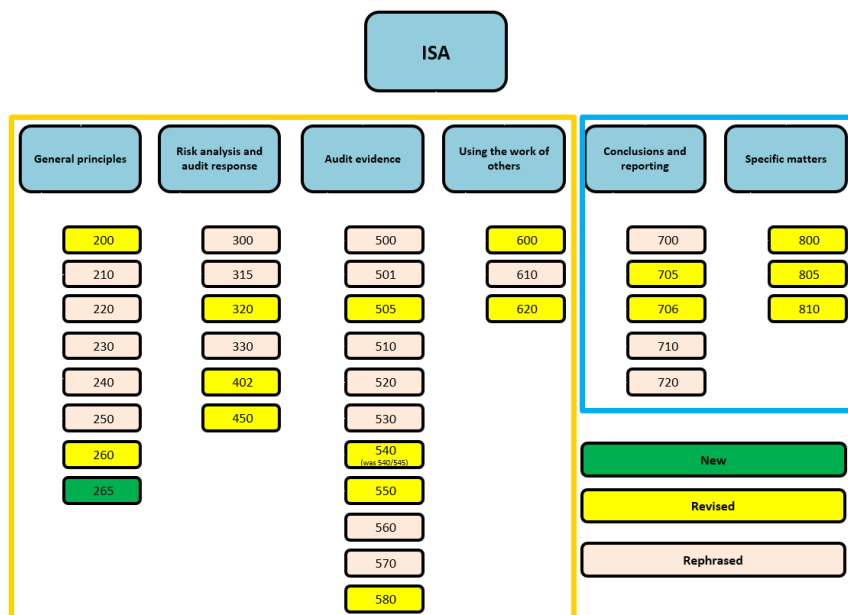 ISA
General principles
Risk analysis and
audit response
Audit evidence
Using the work of
others
Conclusions and
reporting
Specific matters
200
210
220
230
240
250
260
265
300
315
320
330
402
450
500
501
505
510
520
530
540
(was 540/545)
550
560
570
580
600
610
620
700
705
706
710
720
800
805
810
New
Revised
Rephrased